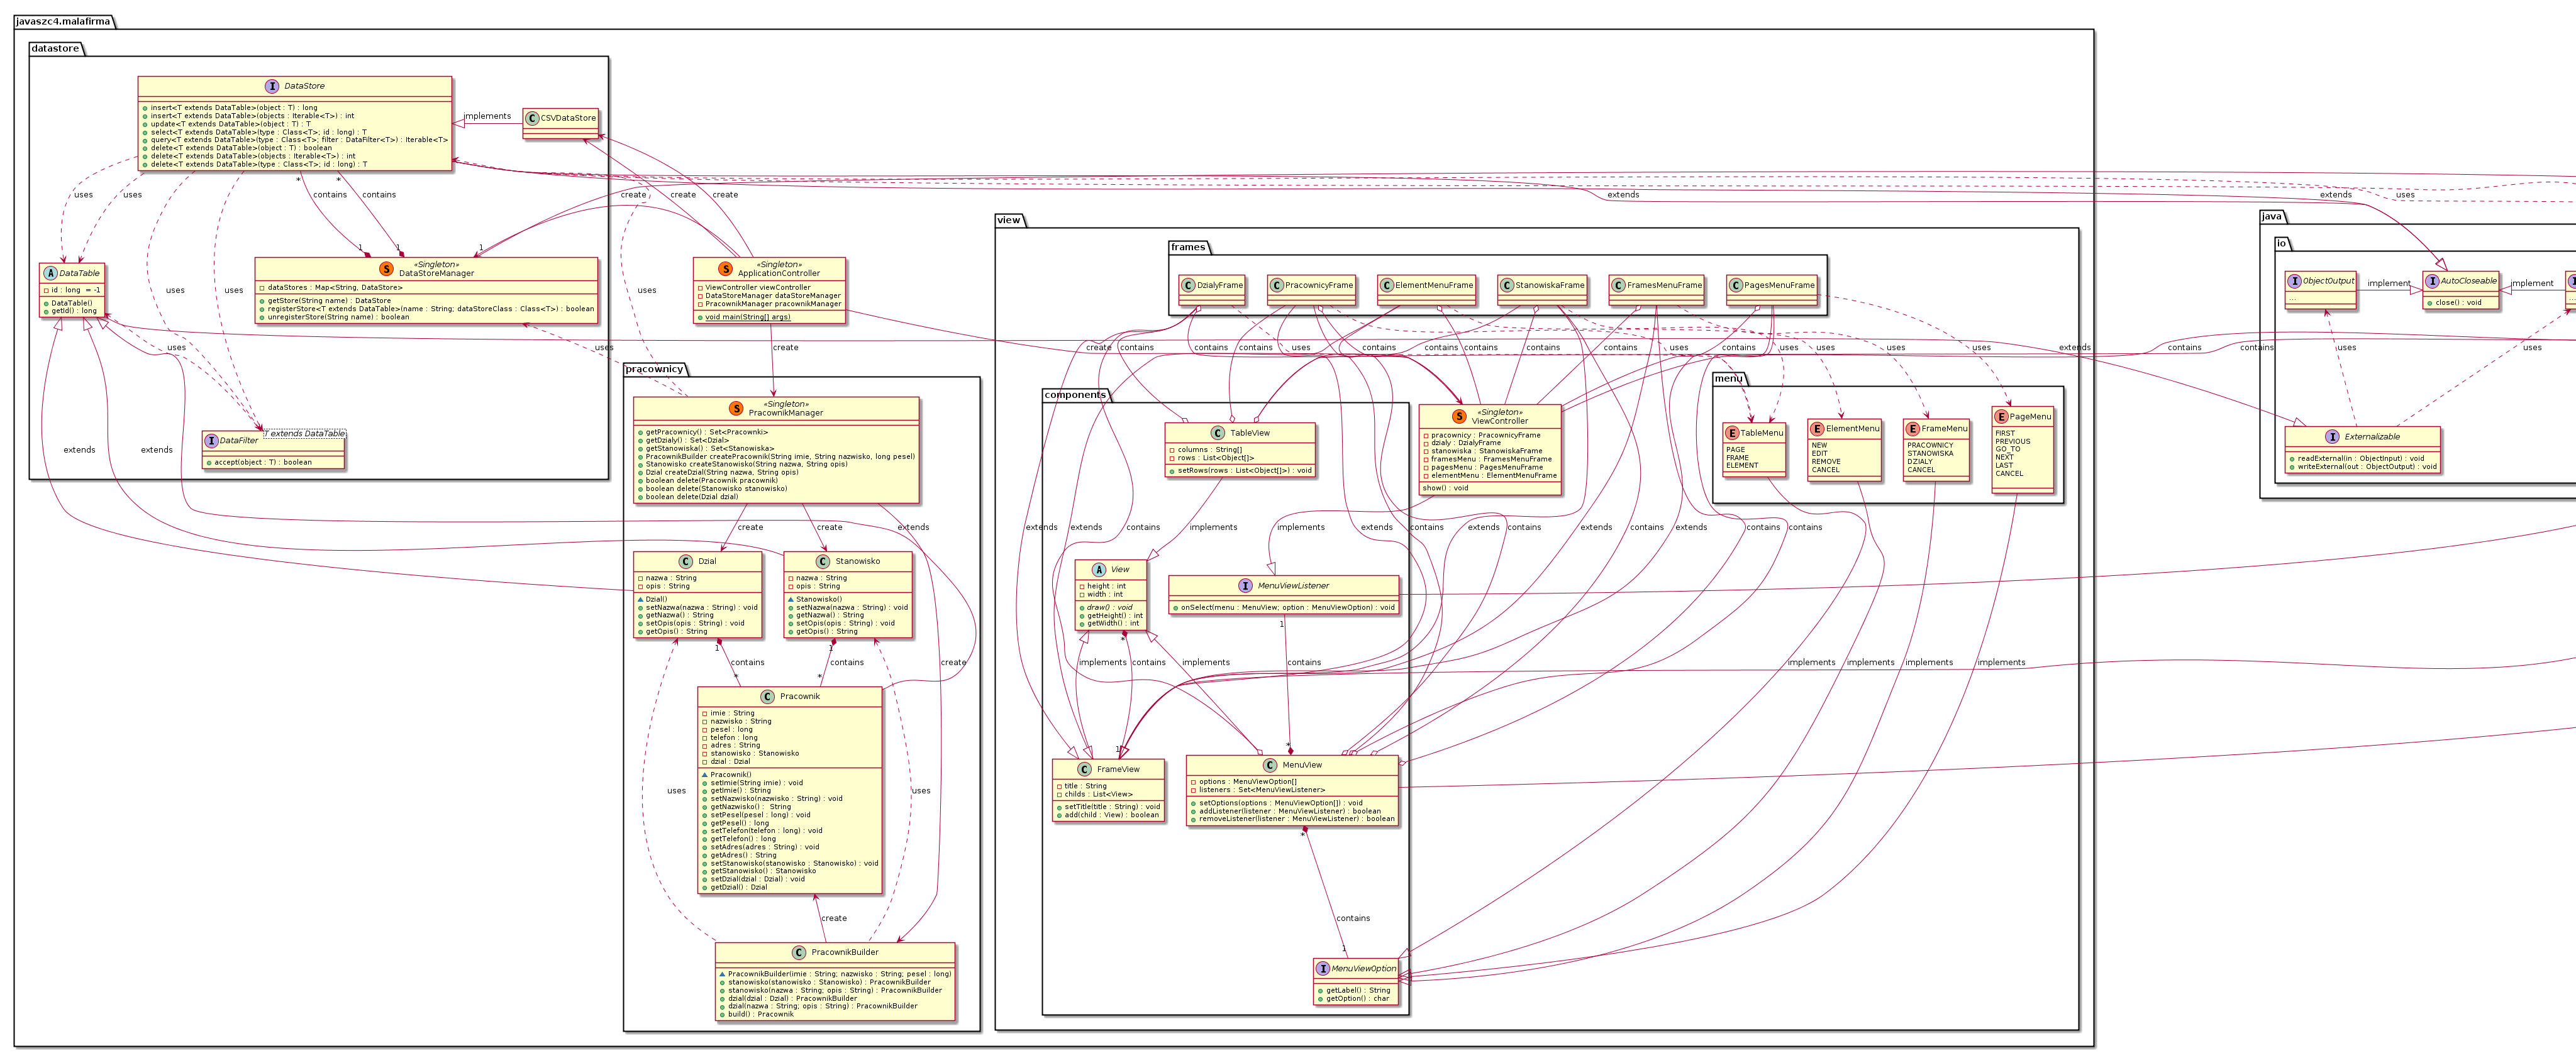 javaszc4.malafirma
datastore
DataStore
insert<T extends DataTable>(object : T) : long
insert<T extends DataTable>(objects : Iterable<T>) : int
update<T extends DataTable>(object : T) : T
select<T extends DataTable>(type : Class<T>; id : long) : T
query<T extends DataTable>(type : Class<T>; filter : DataFilter<T>) : Iterable<T>
delete<T extends DataTable>(object : T) : boolean
delete<T extends DataTable>(objects : Iterable<T>) : int
delete<T extends DataTable>(type : Class<T>; id : long) : T
implements
CSVDataStore
uses
uses
*
contains
*
contains
create
create
create
extends
uses
uses
uses
uses
1
1
1
DataTable
id : long = -1
DataTable()
getId() : long
«Singleton»
DataStoreManager
dataStores : Map<String, DataStore>
getStore(String name) : DataStore
registerStore<T extends DataTable>(name : String; dataStoreClass : Class<T>) : boolean
unregisterStore(String name) : boolean
«Singleton»
ApplicationController
ViewController viewController
DataStoreManager dataStoreManager
PracownikManager pracownikManager
void main(String[] args)
uses
uses
create
create
DataFilter
T extends DataTable
accept(object : T) : boolean
extends
extends
extends
pracownicy
«Singleton»
PracownikManager
getPracownicy() : Set<Pracownki>
getDzialy() : Set<Dzial>
getStanowiska() : Set<Stanowiska>
PracownikBuilder createPracownik(String imie, String nazwisko, long pesel)
Stanowisko createStanowisko(String nazwa, String opis)
Dzial createDzial(String nazwa, String opis)
boolean delete(Pracownik pracownik)
boolean delete(Stanowisko stanowisko)
boolean delete(Dzial dzial)
create
create
Dzial
nazwa : String
opis : String
Dzial()
setNazwa(nazwa : String) : void
getNazwa() : String
setOpis(opis : String) : void
getOpis() : String
Stanowisko
nazwa : String
opis : String
Stanowisko()
setNazwa(nazwa : String) : void
getNazwa() : String
setOpis(opis : String) : void
getOpis() : String
1
contains
*
1
contains
*
create
Pracownik
imie : String
nazwisko : String
pesel : long
telefon : long
adres : String
stanowisko : Stanowisko
dzial : Dzial
Pracownik()
setImie(String imie) : void
getImie() : String
setNazwisko(nazwisko : String) : void
getNazwisko() : String
setPesel(pesel : long) : void
getPesel() : long
setTelefon(telefon : long) : void
getTelefon() : long
setAdres(adres : String) : void
getAdres() : String
setStanowisko(stanowisko : Stanowisko) : void
getStanowisko() : Stanowisko
setDzial(dzial : Dzial) : void
getDzial() : Dzial
uses
uses
create
PracownikBuilder
PracownikBuilder(imie : String; nazwisko : String; pesel : long)
stanowisko(stanowisko : Stanowisko) : PracownikBuilder
stanowisko(nazwa : String; opis : String) : PracownikBuilder
dzial(dzial : Dzial) : PracownikBuilder
dzial(nazwa : String; opis : String) : PracownikBuilder
build() : Pracownik
view
frames
DzialyFrame
PracownicyFrame
ElementMenuFrame
StanowiskaFrame
FramesMenuFrame
PagesMenuFrame
contains
contains
contains
uses
contains
contains
contains
contains
contains
uses
contains
uses
uses
uses
extends
contains
contains
components
TableView
columns : String[]
rows : List<Object[]>
setRows(rows : List<Object[]>) : void
«Singleton»
ViewController
pracownicy : PracownicyFrame
dzialy : DzialyFrame
stanowiska : StanowiskaFrame
framesMenu : FramesMenuFrame
pagesMenu : PagesMenuFrame
elementMenu : ElementMenuFrame
show() : void
menu
TableMenu
PAGE
FRAME
ELEMENT
ElementMenu
NEW
EDIT
REMOVE
CANCEL
FrameMenu
PRACOWNICY
STANOWISKA
DZIALY
CANCEL
PageMenu
FIRST
PREVIOUS
GO_TO
NEXT
LAST
CANCEL
extends
extends
contains
implements
implements
extends
contains
extends
contains
extends
contains
extends
contains
contains
View
height : int
width : int
draw() : void
getHeight() : int
getWidth() : int
MenuViewListener
onSelect(menu : MenuView; option : MenuViewOption) : void
*
1
implements
contains
implements
contains
implements
implements
implements
implements
1
*
FrameView
title : String
childs : List<View>
setTitle(title : String) : void
add(child : View) : boolean
MenuView
options : MenuViewOption[]
listeners : Set<MenuViewListener>
setOptions(options : MenuViewOption[]) : void
addListener(listener : MenuViewListener) : boolean
removeListener(listener : MenuViewListener) : boolean
*
contains
1
MenuViewOption
getLabel() : String
getOption() : char
java
io
ObjectOutput
...
implement
AutoCloseable
close() : void
implement
...
uses
uses
Externalizable
readExternal(in : ObjectInput) : void
writeExternal(out : ObjectOutput) : void